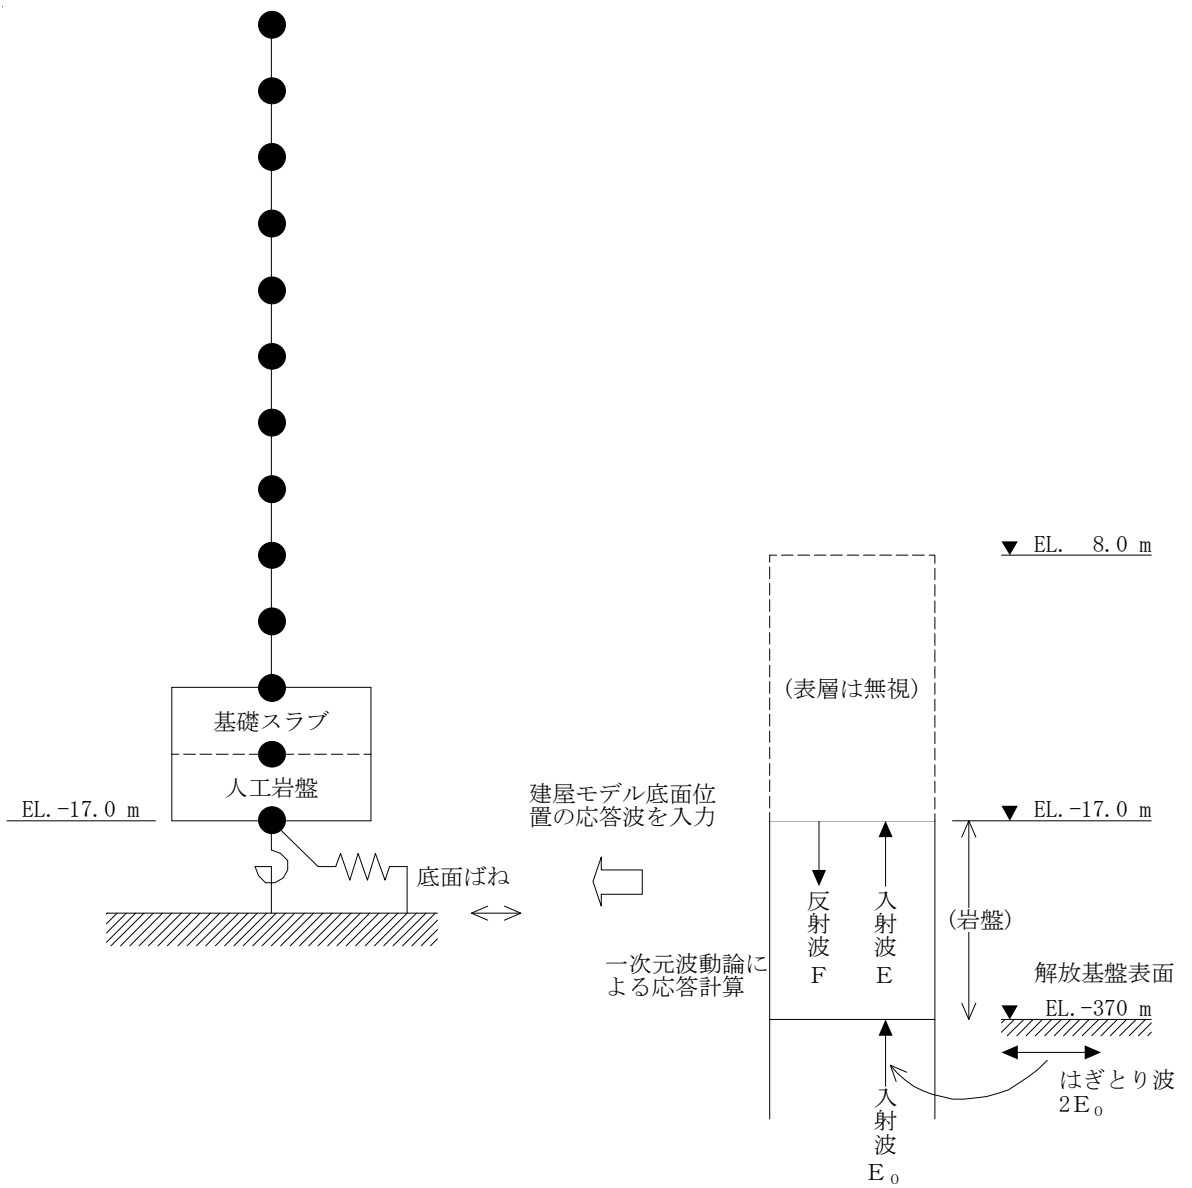 EL. 8.0 m
(表層は無視)
基礎スラブ
人工岩盤
EL.-17.0 m
建屋モデル底面位
置の応答波を入力
EL.-17.0 m
底面ばね
反射波F
入射波E
(岩盤)
一次元波動論に
よる応答計算
解放基盤表面
EL.-370 m
はぎとり波
2E₀
入射波E₀